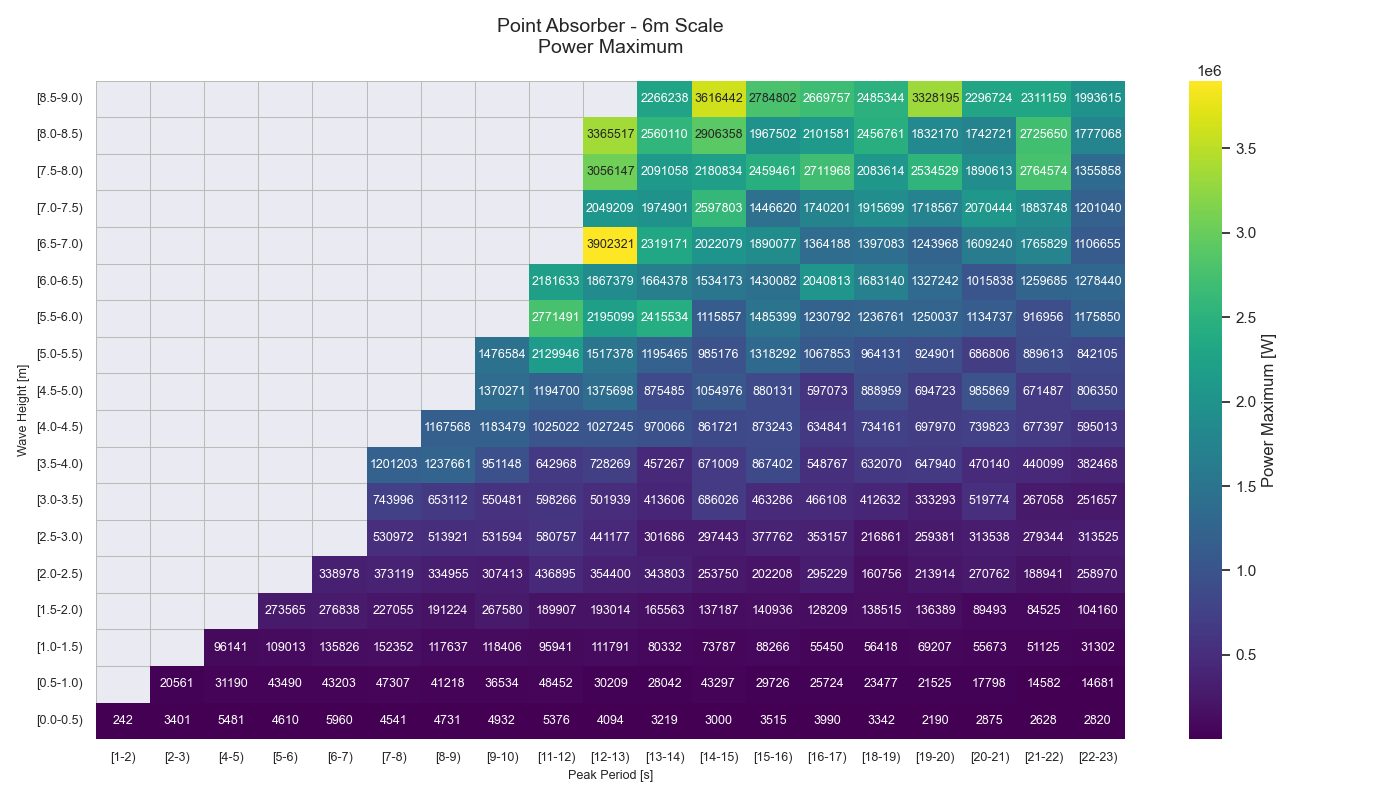 Point Absorber - 6m Scale
Power Maximum
1e6
[8.5-9.0) 2266238 3616442 2784802 2669757 2485344 3328195 2296724 2311159 1993615
[8.0-8.5) 3365517 2560110 2906358 1967502 2101581 2456761 1832170 1742721 2725650 1777068
[7.5-8.0) 3056147 2091058 2180834 2459461 2711968 2083614 2534529 1890613 2764574 1355858
[7.0-7.5) 2049209 1974901 2597803 1446620 1740201 1915699 1718567 2070444 1883748 1201040
[6.5-7.0) 3902321 2319171 2022079 1890077 1364188 1397083 1243968 1609240 1765829 1106655
[6.0-6.5) 2181633 1867379 1664378 1534173 1430082 2040813 1683140 1327242 1015838 1259685 1278440
[5.5-6.0) 2771491 2195099 2415534 1115857 1485399 1230792 1236761 1250037 1134737 916956 1175850
[5.0-5.5) 1476584 2129946 1517378 1195465 985176 1318292 1067853 964131 924901 686806 889613 842105
[4.5-5.0) 1370271 1194700 1375698 875485 1054976 880131 597073 888959 694723 985869 671487 806350
[4.0-4.5) 1167568 1183479 1025022 1027245 970066 861721 873243 634841 734161 697970 739823 677397 595013
[3.5-4.0) 1201203 1237661 951148 642968 728269 457267 671009 867402 548767 632070 647940 470140 440099 382468
[3.0-3.5) 743996 653112 550481 598266 501939 413606 686026 463286 466108 412632 333293 519774 267058 251657
[2.5-3.0) 530972 513921 531594 580757 441177 301686 297443 377762 353157 216861 259381 313538 279344 313525
[2.0-2.5) 338978 373119 334955 307413 436895 354400 343803 253750 202208 295229 160756 213914 270762 188941 258970
[1.5-2.0) 273565 276838 227055 191224 267580 189907 193014 165563 137187 140936 128209 138515 136389 89493 84525 104160
[1.0-1.5) 96141 109013 135826 152352 117637 118406 95941 111791 80332 73787 88266 55450 56418 69207 55673 51125 31302
[0.5-1.0) 20561 31190 43490 43203 47307 41218 36534 48452 30209 28042 43297 29726 25724 23477 21525 17798 14582 14681
[0.0-0.5) 242 3401 5481 4610 5960 4541 4731 4932 5376 4094 3219 3000 3515 3990 3342 2190 2875 2628 2820
[1-2) [2-3) [4-5) [5-6) [6-7) [7-8) [8-9) [9-10) [11-12) [12-13) [13-14) [14-15) [15-16) [16-17) [18-19) [19-20) [20-21) [21-22) [22-23)
Peak Period [s]
Wave Height [m]
3.5
3.0
2.5
2.0
1.5
1.0
0.5
Power Maximum [W]